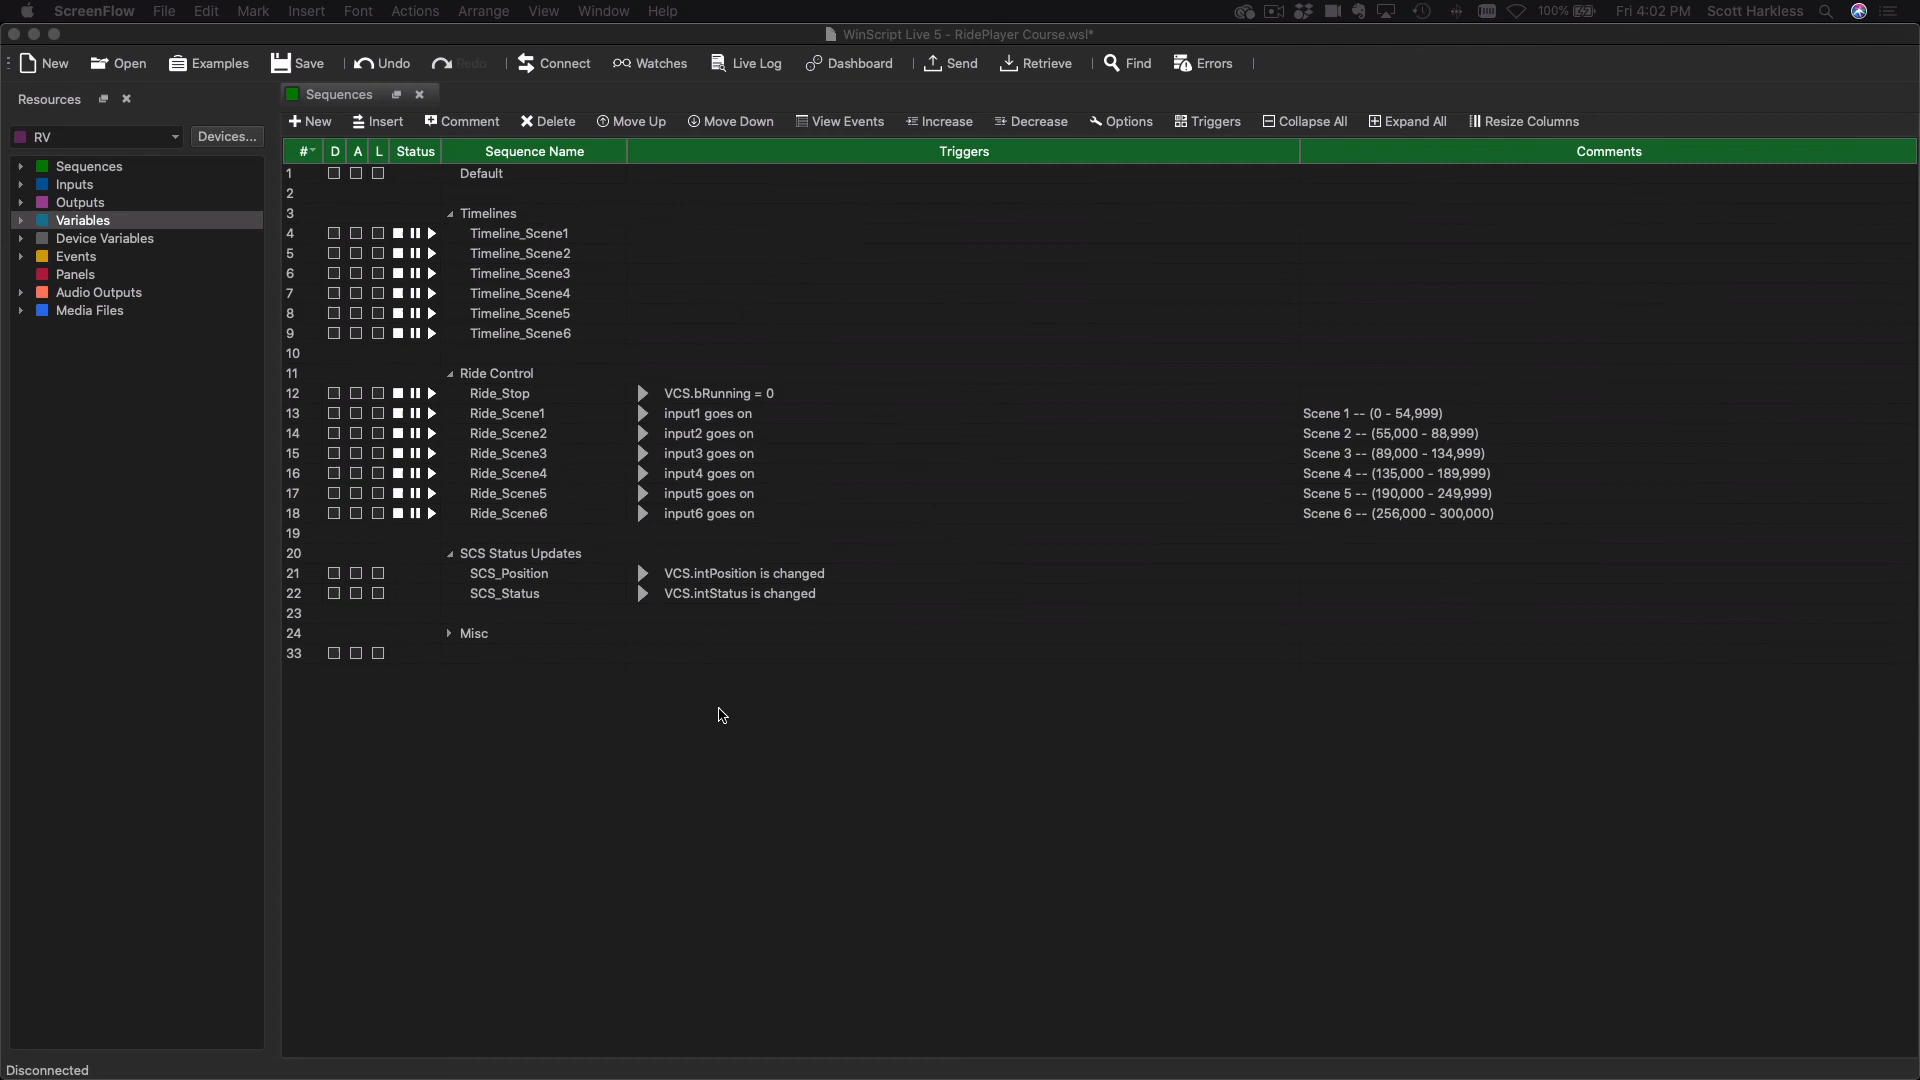 ScreenFlow File Edit Mark Insert Font Actions Arrange View Window Help 100% Fri 4:02 PM Scott Harkless
WinScript Live 5 - RidePlayer Course.wsl*
New Open Examples Save Undo Redo Connect Watches Live Log Dashboard Send Retrieve Find Errors
Resources
Sequences
RV Devices...
New Insert Comment Delete Move Up Move Down View Events Increase Decrease Options Triggers Collapse All Expand All Resize Columns
Sequences
Inputs
Outputs
Variables
Device Variables
Events
Panels
Audio Outputs
Media Files
# D A L Status Sequence Name Triggers Comments
1 Default
2
3 Timelines
4 Timeline_Scene1
5 Timeline_Scene2
6 Timeline_Scene3
7 Timeline_Scene4
8 Timeline_Scene5
9 Timeline_Scene6
10
11 Ride Control
12 Ride_Stop VCS.bRunning = 0
13 Ride_Scene1 input1 goes on Scene 1 -- (0 - 54,999)
14 Ride_Scene2 input2 goes on Scene 2 -- (55,000 - 88,999)
15 Ride_Scene3 input3 goes on Scene 3 -- (89,000 - 134,999)
16 Ride_Scene4 input4 goes on Scene 4 -- (135,000 - 189,999)
17 Ride_Scene5 input5 goes on Scene 5 -- (190,000 - 249,999)
18 Ride_Scene6 input6 goes on Scene 6 -- (256,000 - 300,000)
19
20 SCS Status Updates
21 SCS_Position VCS.intPosition is changed
22 SCS_Status VCS.intStatus is changed
23
24 Misc
33
Disconnected